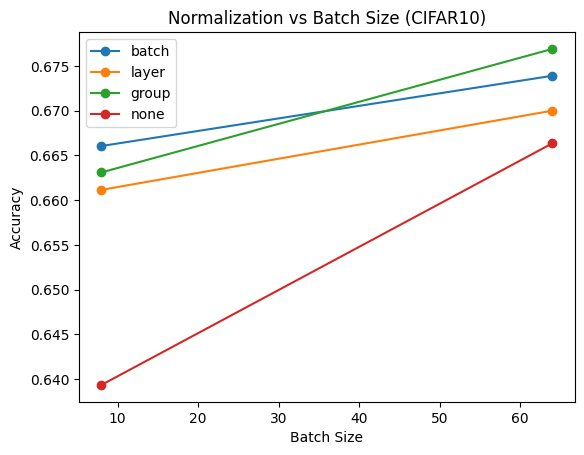 Normalization vs Batch Size (CIFAR10)
batch
layer
group
none
0.675
0.670
0.665
0.660
0.655
0.650
0.645
0.640
Accuracy
10
20
30
40
50
60
Batch Size